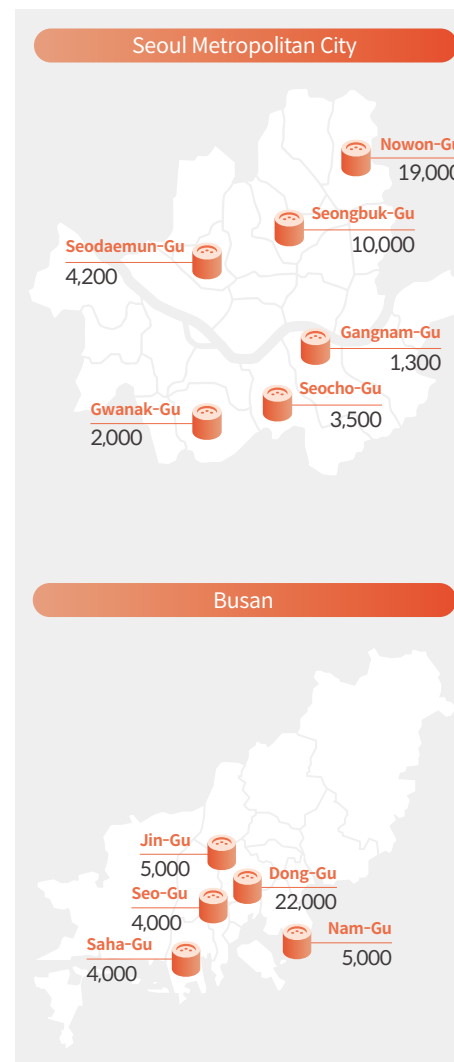 Seoul Metropolitan City
Nowon-Gu
19,000
Seongbuk-Gu
10,000
Seodaemun-Gu
4,200
Gangnam-Gu
1,300
Seocho-Gu
3,500
Gwanak-Gu
2,000
Busan
Jin-Gu
5,000
Dong-Gu
22,000
Seo-Gu
4,000
Nam-Gu
5,000
Saha-Gu
4,000